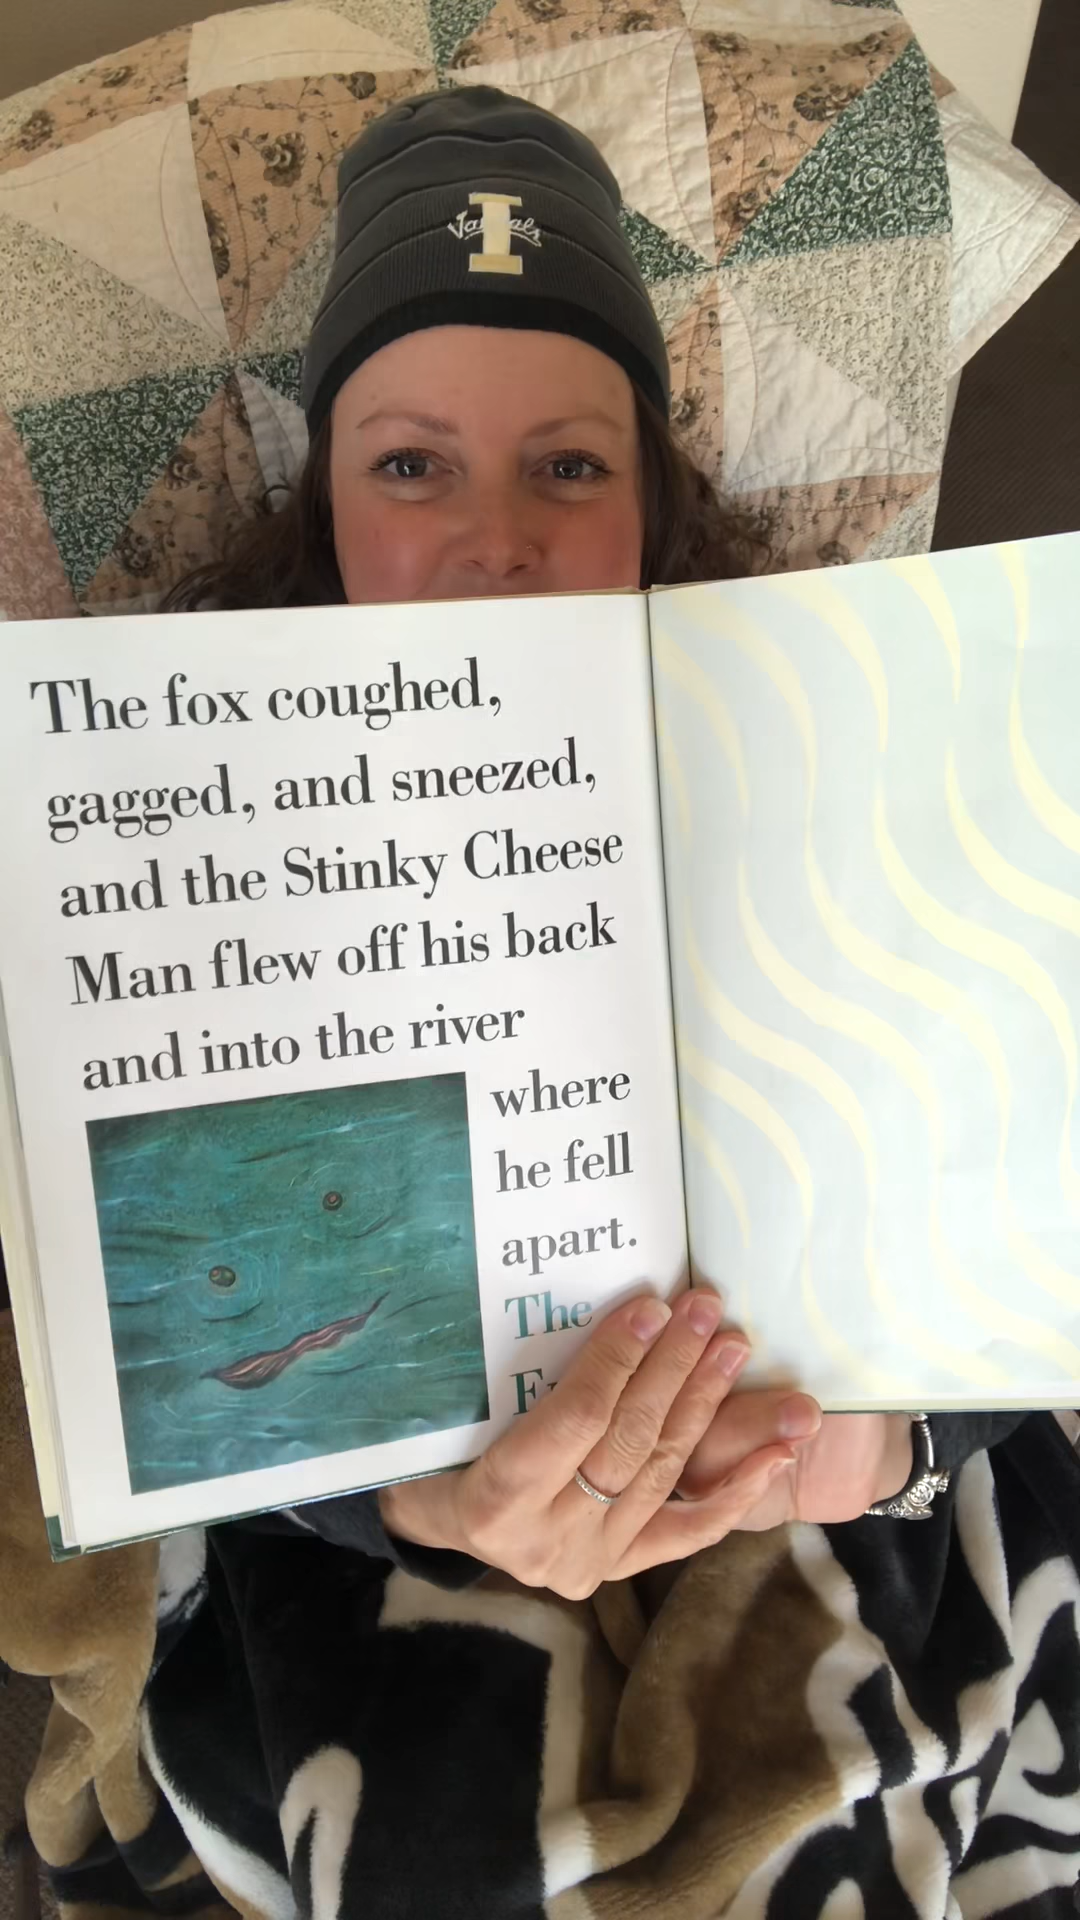 I
The fox coughed,
gagged, and sneezed,
and the Stinky Cheese
Man flew off his back
and into the river
where
he fell
apart.
The